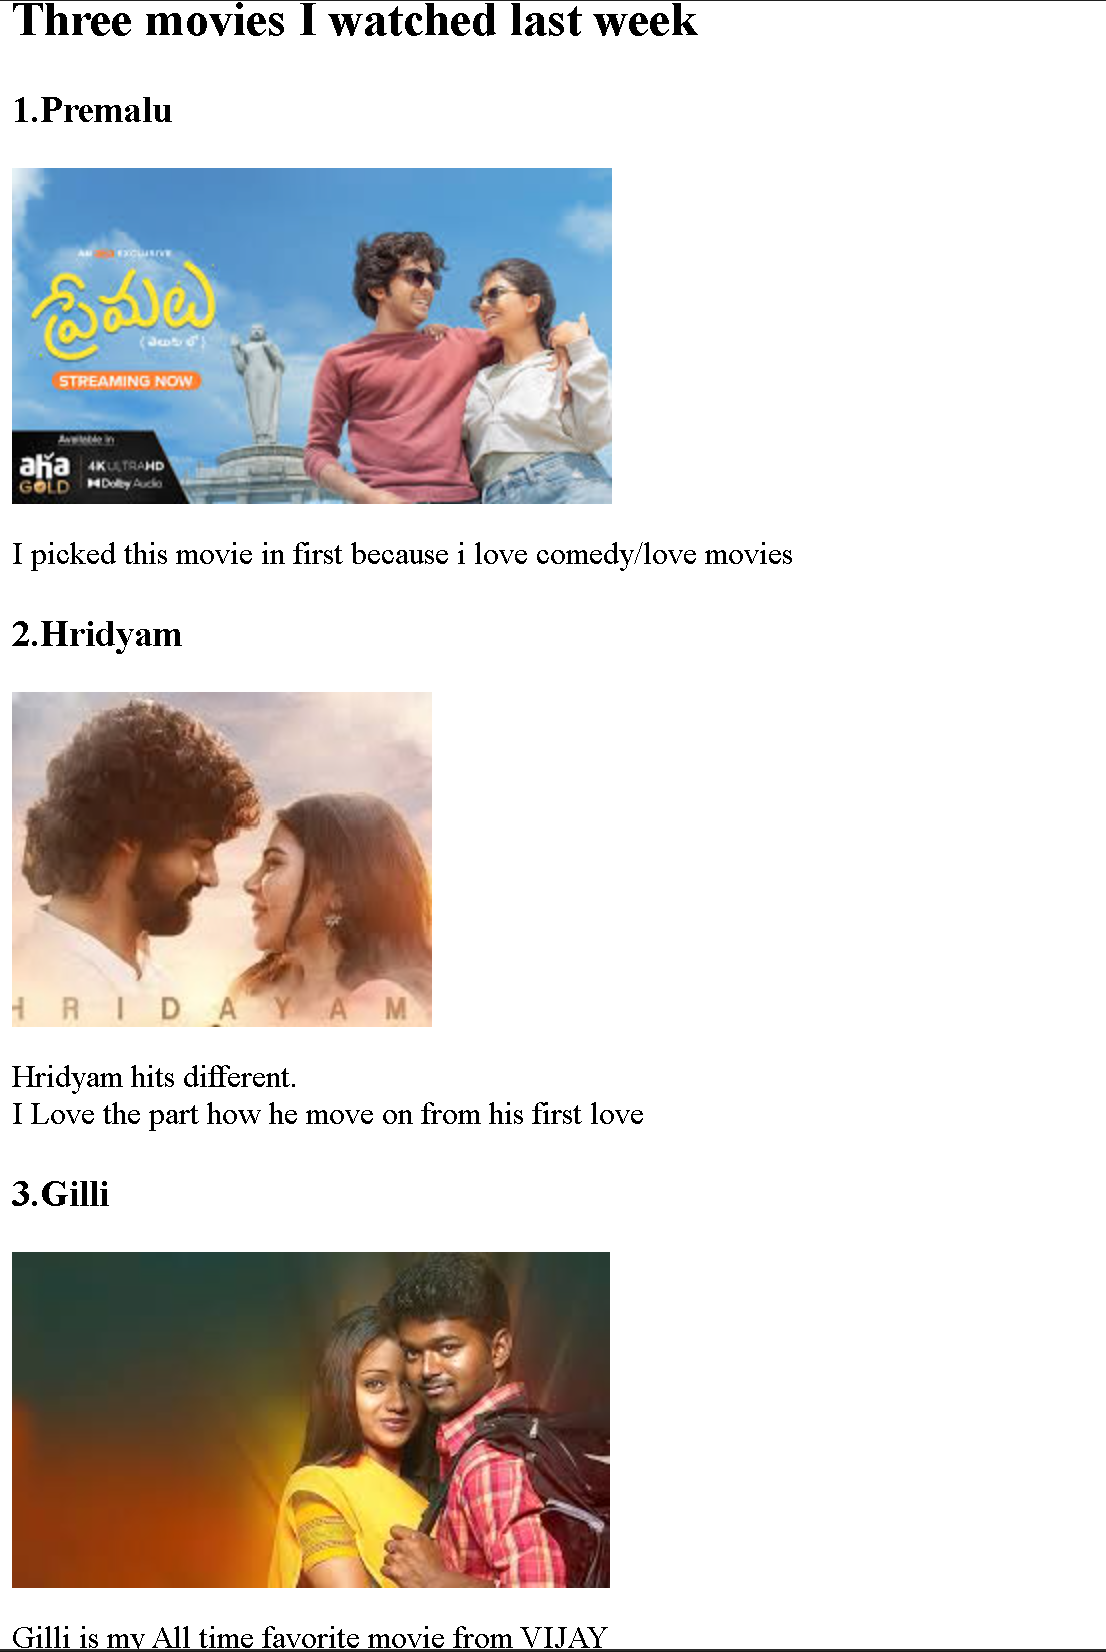 Three movies I watched last week
1.Premalu
AN aha EXCLUSIVE
ప్రేమలు
(తెలుగు లో)
STREAMING NOW
Available in
aha
GOLD
4K ULTRA HD
Dolby Audio
I picked this movie in first because i love comedy/love movies
2.Hridyam
HRIDAYAM
Hridyam hits different.
I Love the part how he move on from his first love
3.Gilli
Gilli is my All time favorite movie from VIJAY